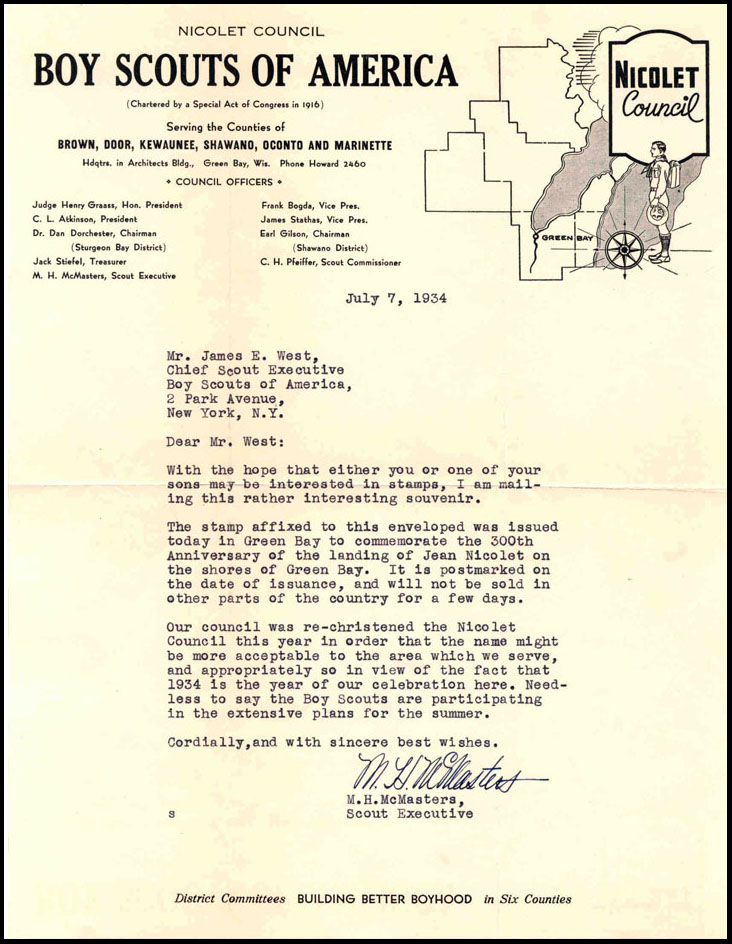 NICOLET COUNCIL
BOY SCOUTS OF AMERICA
(Chartered by a Special Act of Congress in 1916)
Serving the Counties of
BROWN, DOOR, KEWAUNEE, SHAWANO, OCONTO AND MARINETTE
Hdqtrs. in Architects Bldg., Green Bay, Wis. Phone Howard 2460
• COUNCIL OFFICERS •
Judge Henry Graass, Hon. President
C. L. Atkinson, President
Dr. Dan Dorchester, Chairman
(Sturgeon Bay District)
Jack Stiefel, Treasurer
M. H. McMasters, Scout Executive
Frank Bogda, Vice Pres.
James Stathas, Vice Pres.
Earl Gilson, Chairman
(Shawano District)
C. H. Pfeiffer, Scout Commissioner
NICOLET
Council
GREEN BAY
July 7, 1934
Mr. James E. West,
Chief Scout Executive
Boy Scouts of America,
2 Park Avenue,
New York, N.Y.
Dear Mr. West:
With the hope that either you or one of your
sons may be interested in stamps, I am mail-
ing this rather interesting souvenir.
The stamp affixed to this enveloped was issued
today in Green Bay to commemorate the 300th
Anniversary of the landing of Jean Nicolet on
the shores of Green Bay. It is postmarked on
the date of issuance, and will not be sold in
other parts of the country for a few days.
Our council was re-christened the Nicolet
Council this year in order that the name might
be more acceptable to the area which we serve,
and appropriately so in view of the fact that
1934 is the year of our celebration here. Need-
less to say the Boy Scouts are participating
in the extensive plans for the summer.
Cordially,and with sincere best wishes.
M. H. McMasters
M.H.McMasters,
s Scout Executive
District Committees BUILDING BETTER BOYHOOD in Six Counties